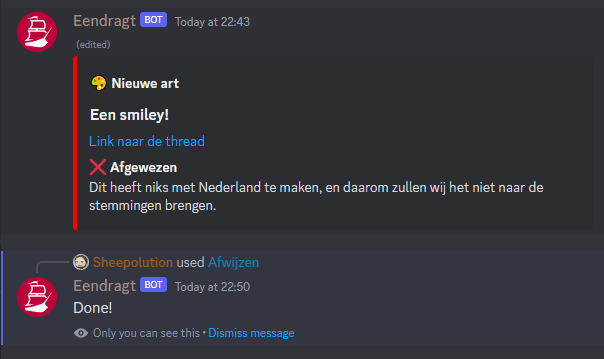 Eendragt BOT Today at 22:43
(edited)
🎨 Nieuwe art
Een smiley!
Link naar de thread
❌ Afgewezen
Dit heeft niks met Nederland te maken, en daarom zullen wij het niet naar de
stemmingen brengen.
Sheepolution used Afwijzen
Eendragt BOT Today at 22:50
Done!
Only you can see this • Dismiss message